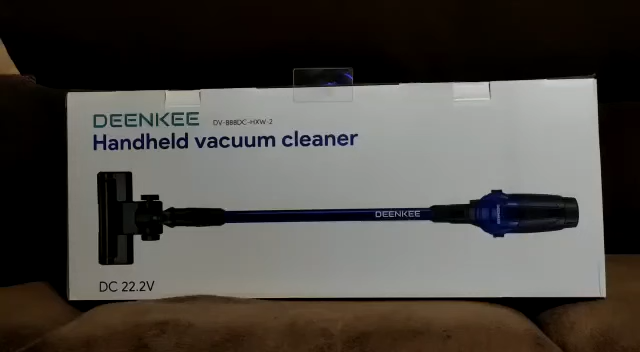 DEENKEE DV-888DC-HXW-2
Handheld vacuum cleaner
DEENKEE
DC 22.2V